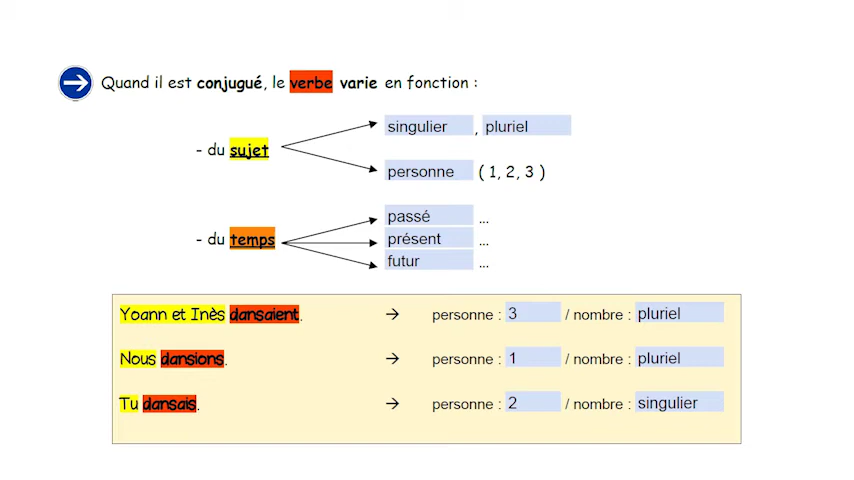 Quand il est conjugué, le verbe varie en fonction :
singulier , pluriel
- du sujet
personne ( 1, 2, 3 )
passé ...
- du temps présent ...
futur ...
Yoann et Inès dansaient. → personne : 3 / nombre : pluriel
Nous dansions. → personne : 1 / nombre : pluriel
Tu dansais. → personne : 2 / nombre : singulier